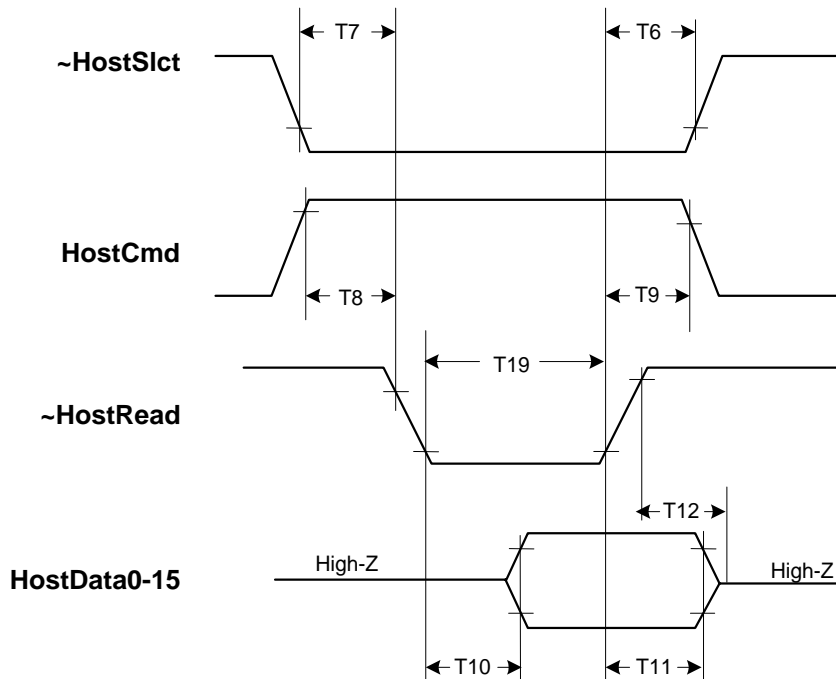 T7
T6
~HostSlct
HostCmd
T8
T9
T19
~HostRead
T12
High-Z
High-Z
HostData0-15
T10
T11